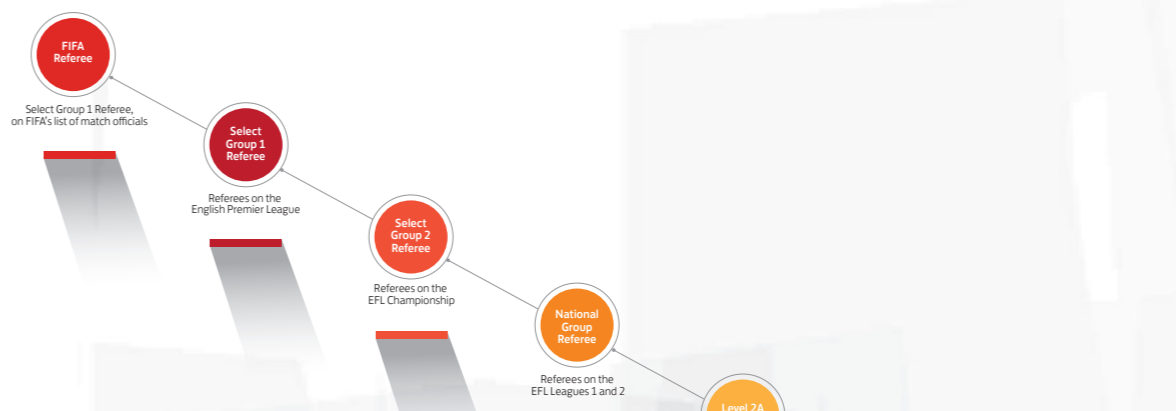 FIFA
Referee
Select Group 1 Referee,
on FIFA's list of match officials
Select
Group 1
Referee
Referees on the
English Premier League
Select
Group 2
Referee
Referees on the
EFL Championship
National
Group
Referee
Referees on the
EFL Leagues 1 and 2
Level 2A